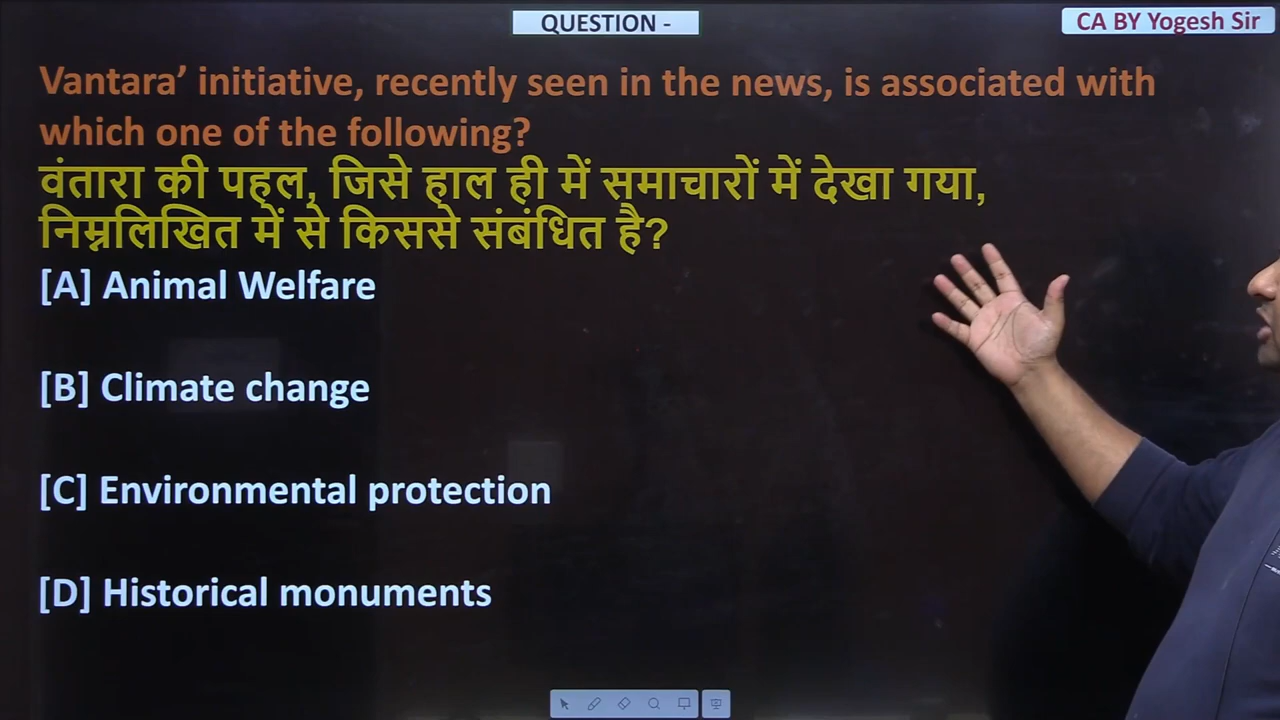 QUESTION -
CA BY Yogesh Sir
Vantara’ initiative, recently seen in the news, is associated with
which one of the following?
वंतारा की पहल, जिसे हाल ही में समाचारों में देखा गया,
निम्नलिखित में से किससे संबंधित है?
[A] Animal Welfare
[B] Climate change
[C] Environmental protection
[D] Historical monuments